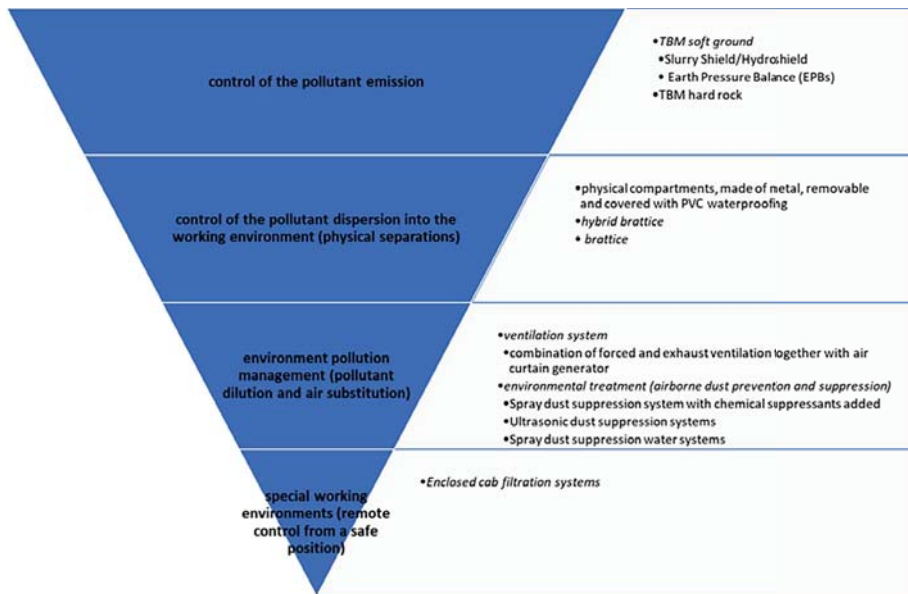 control of the pollutant emission
•TBM soft ground
•Slurry Shield/Hydroshield
• Earth Pressure Balance (EPBs)
•TBM hard rock
control of the pollutant dispersion into the
working environment (physical separations)
•physical compartments, made of metal, removable
and covered with PVC waterproofing
•hybrid brattice
• brattice
environment pollution
management (pollutant
dilution and air substitution)
•ventilation system
•combination of forced and exhaust ventilation together with air
curtain generator
•environmental treatment (airborne dust prevention and suppression)
•Spray dust suppression system with chemical suppressants added
•Ultrasonic dust suppression systems
•Spray dust suppression water systems
special working
environments (remote
control from a safe
position)
•Enclosed cab filtration systems